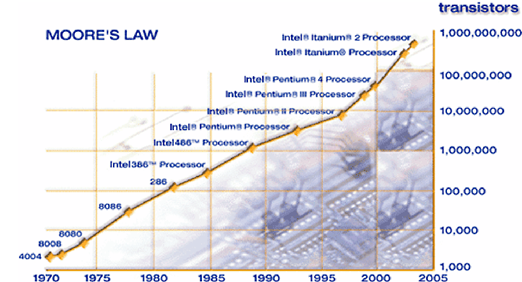 transistors
MOORE'S LAW
Intel® Itanium® 2 Processor
1,000,000,000
Intel® Itanium® Processor
Intel® Pentium® 4 Processor
100,000,000
Intel® Pentium® III Processor
Intel® Pentium® II Processor
10,000,000
Intel® Pentium® Processor
Intel486™ Processor
1,000,000
Intel386™ Processor
286
100,000
8086
8080
10,000
8008
4004
1,000
1970 1975 1980 1985 1990 1995 2000 2005